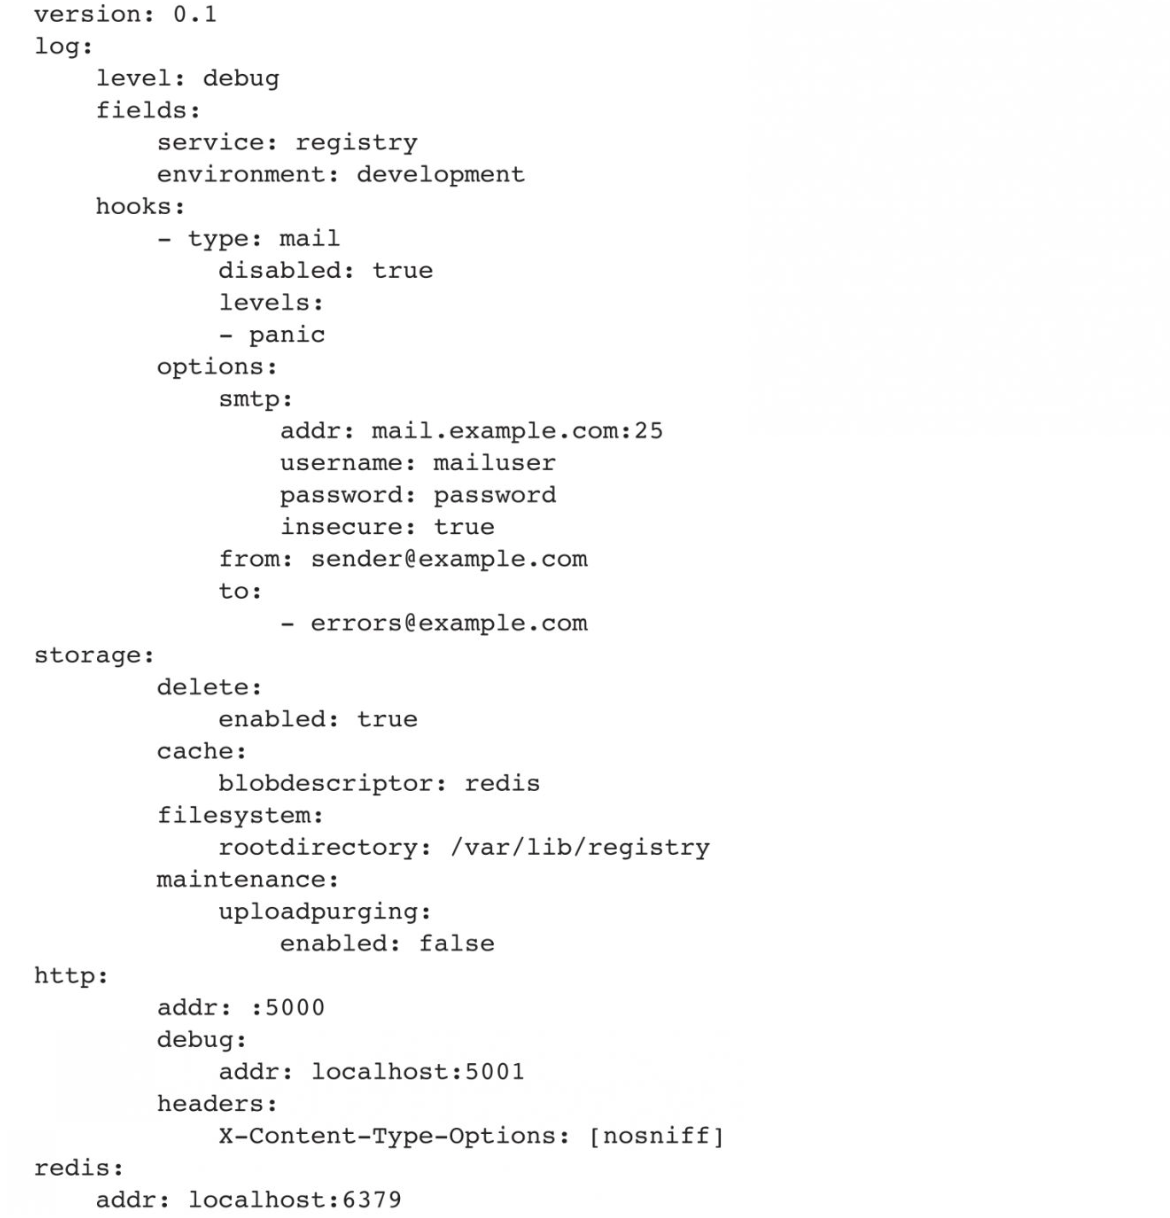 version: 0.1
log:
    level: debug
    fields:
        service: registry
        environment: development
    hooks:
        - type: mail
            disabled: true
            levels:
            - panic
        options:
            smtp:
                addr: mail.example.com:25
                username: mailuser
                password: password
                insecure: true
            from: sender@example.com
            to:
                - errors@example.com
storage:
        delete:
            enabled: true
        cache:
            blobdescriptor: redis
        filesystem:
            rootdirectory: /var/lib/registry
        maintenance:
            uploadpurging:
                enabled: false
http:
        addr: :5000
        debug:
            addr: localhost:5001
        headers:
            X-Content-Type-Options: [nosniff]
redis:
    addr: localhost:6379